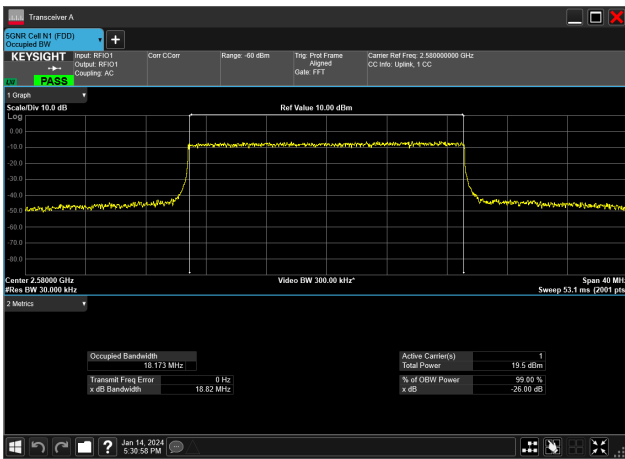 Transceiver A
5GNR Cell N1 (FDD)
Occupied BW
KEYSIGHT
PASS
Input: RFIO1
Output: RFIO1
Coupling: AC
Corr CCorr
Range: -60 dBm
Trig: Prot Frame
Aligned
Gate: FFT
Carrier Ref Freq: 2.580000000 GHz
CC Info: Uplink, 1 CC
1 Graph
Scale/Div 10.0 dB
Ref Value 10.00 dBm
Log
0.00
-10.0
-20.0
-30.0
-40.0
-50.0
-60.0
-70.0
-80.0
Center 2.58000 GHz
Video BW 300.00 kHz*
Span 40 MHz
#Res BW 30.000 kHz
Sweep 53.1 ms (2001 pts
2 Metrics
Occupied Bandwidth
18.173 MHz
Transmit Freq Error 0 Hz
x dB Bandwidth 18.82 MHz
Active Carrier(s) 1
Total Power 19.5 dBm
% of OBW Power 99.00 %
x dB -26.00 dB
?
Jan 14, 2024
5:30:58 PM